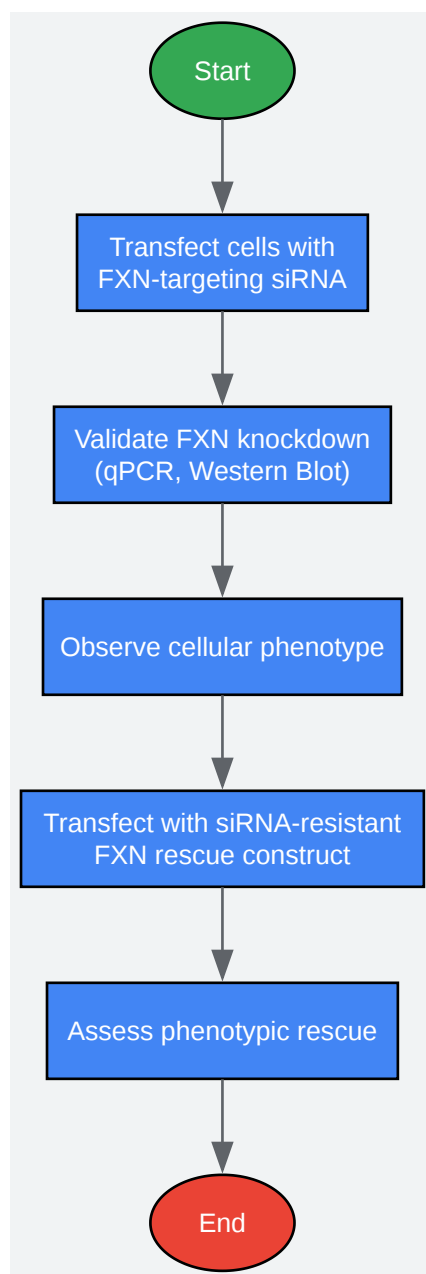 Start
Transfect cells with
FXN-targeting siRNA
Validate FXN knockdown
(qPCR, Western Blot)
Observe cellular phenotype
Transfect with siRNA-resistant
FXN rescue construct
Assess phenotypic rescue
End